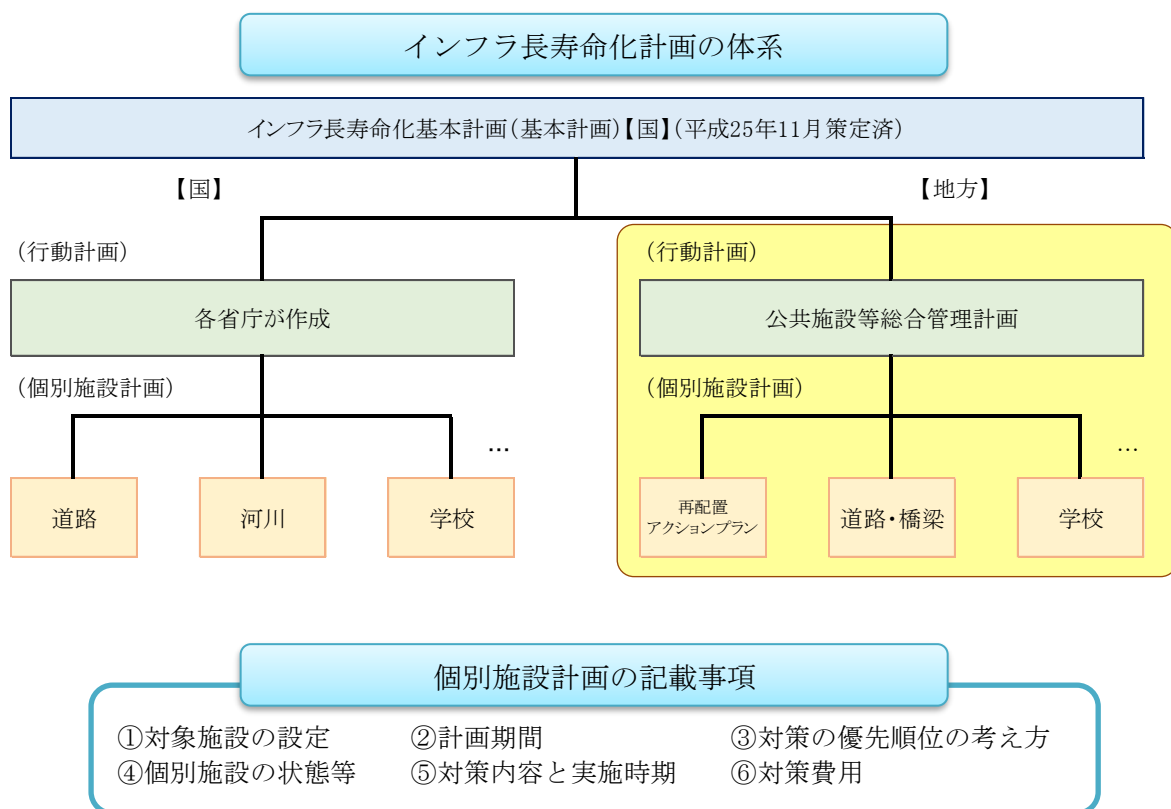 インフラ長寿命化計画の体系
インフラ長寿命化基本計画(基本計画)【国】(平成25年11月策定済)
【国】
【地方】
(行動計画)
(行動計画)
各省庁が作成
公共施設等総合管理計画
(個別施設計画)
(個別施設計画)
…
…
道路
河川
学校
再配置
アクションプラン
道路・橋梁
学校
個別施設計画の記載事項
①対象施設の設定 ②計画期間 ③対策の優先順位の考え方
④個別施設の状態等 ⑤対策内容と実施時期 ⑥対策費用